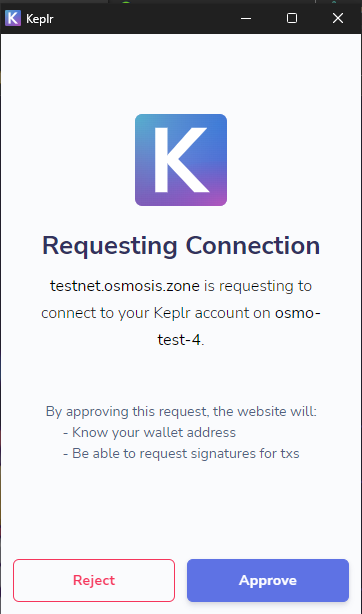 K Keplr
K
Requesting Connection
testnet.osmosis.zone is requesting to
connect to your Keplr account on osmo-
test-4.
By approving this request, the website will:
- Know your wallet address
- Be able to request signatures for txs
Reject Approve